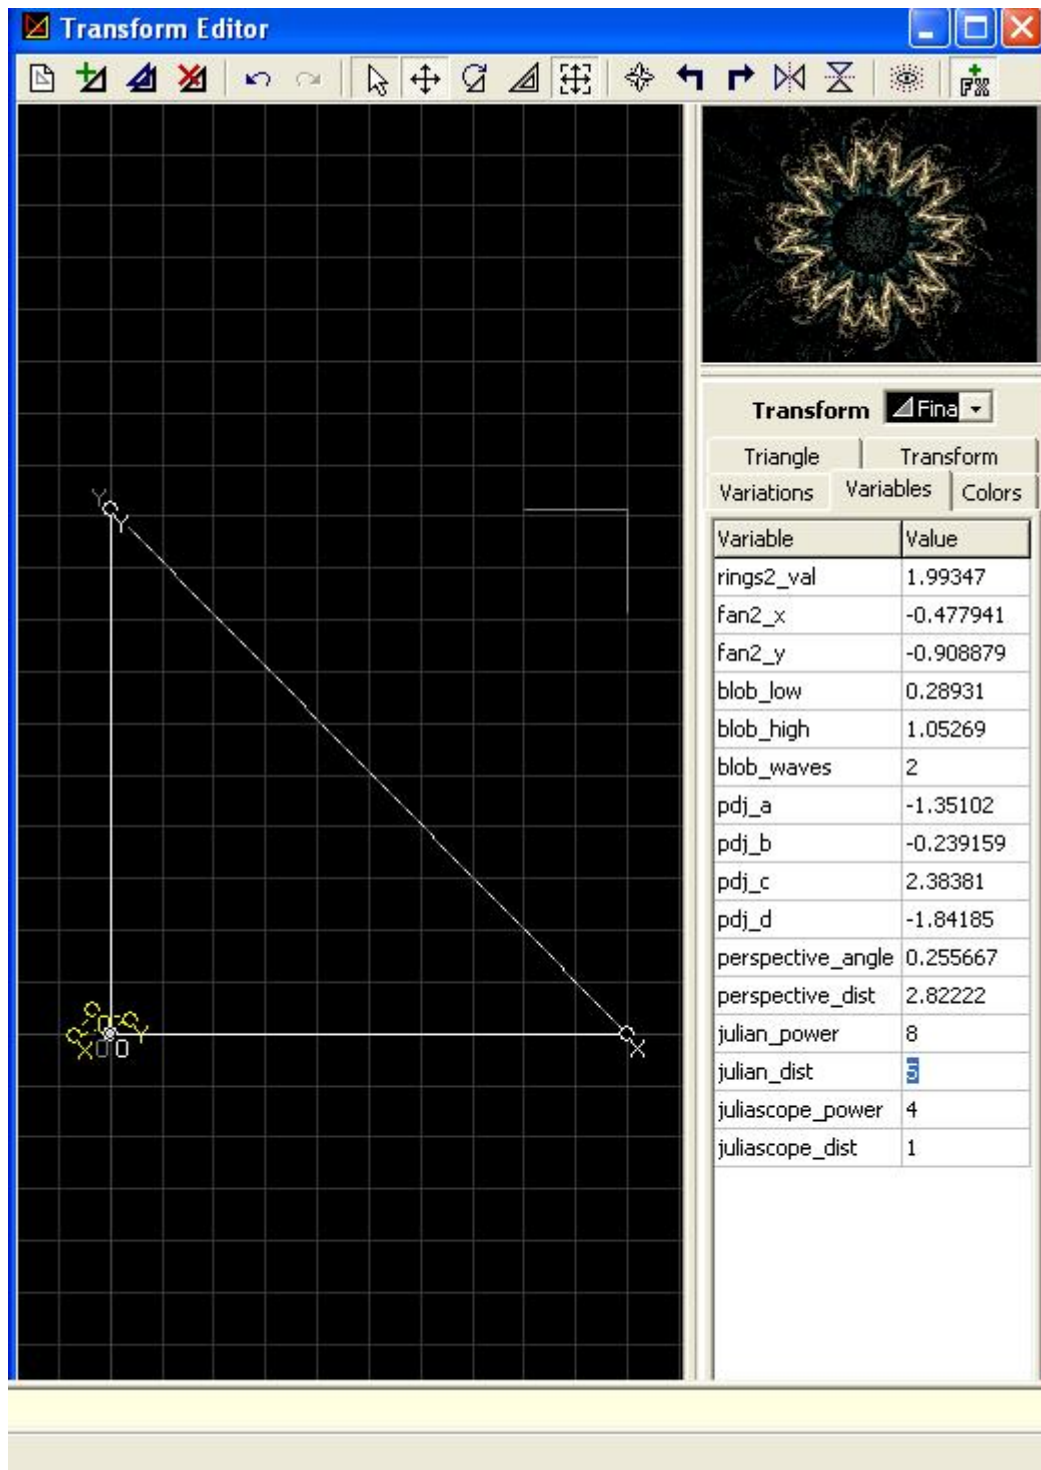 Transform Editor
FX
Transform Fina
Triangle Transform
Variations Variables Colors
Variable Value
rings2_val 1.99347
fan2_x -0.477941
fan2_y -0.908879
blob_low 0.28931
blob_high 1.05269
blob_waves 2
pdj_a -1.35102
pdj_b -0.239159
pdj_c 2.38381
pdj_d -1.84185
perspective_angle 0.255667
perspective_dist 2.82222
julian_power 8
julian_dist 5
juliascope_power 4
juliascope_dist 1
Y
Y
Y
X O O
X